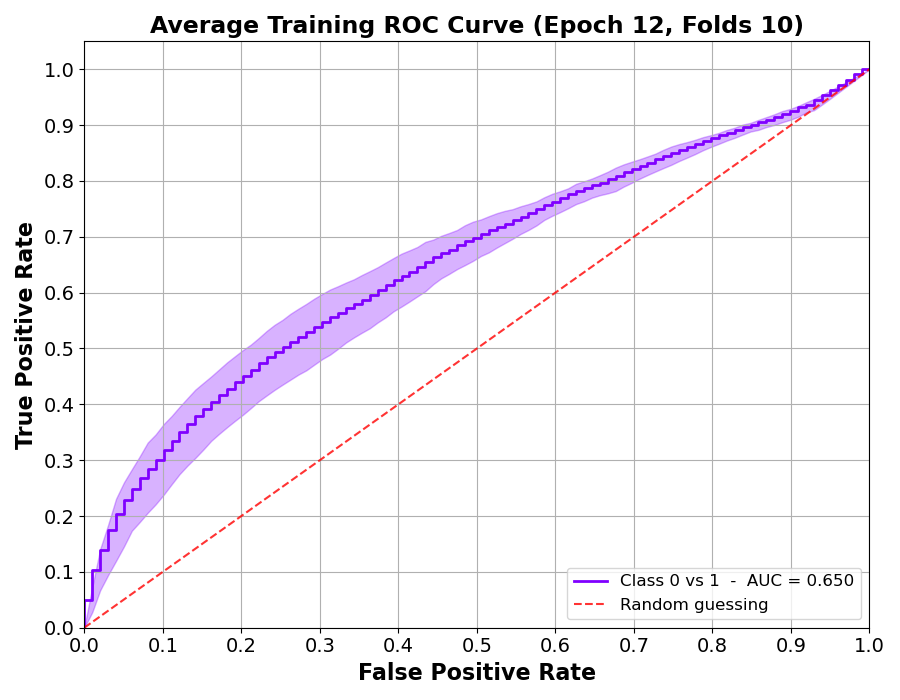 Average Training ROC Curve (Epoch 12, Folds 10)
True Positive Rate
1.0
0.9
0.8
0.7
0.6
0.5
0.4
0.3
0.2
0.1
0.0
Class 0 vs 1 - AUC = 0.650
Random guessing
0.0 0.1 0.2 0.3 0.4 0.5 0.6 0.7 0.8 0.9 1.0
False Positive Rate